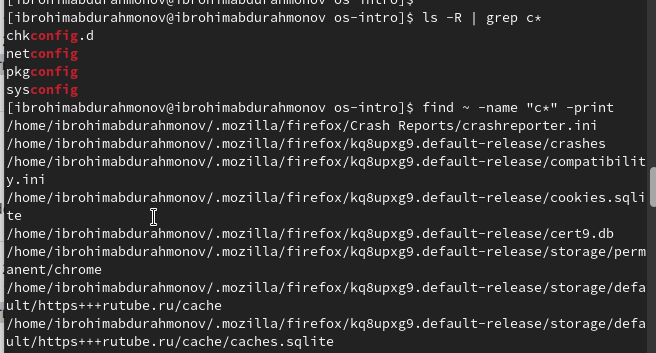 [ibrohimabdurahmonov@ibrohimabdurahmonov os-intro]$
[ibrohimabdurahmonov@ibrohimabdurahmonov os-intro]$ ls -R | grep c*
chkconfig.d
netconfig
pkgconfig
sysconfig
[ibrohimabdurahmonov@ibrohimabdurahmonov os-intro]$ find ~ -name "c*" -print
/home/ibrohimabdurahmonov/.mozilla/firefox/Crash Reports/crashreporter.ini
/home/ibrohimabdurahmonov/.mozilla/firefox/kq8upxg9.default-release/crashes
/home/ibrohimabdurahmonov/.mozilla/firefox/kq8upxg9.default-release/compatibilit
y.ini
/home/ibrohimabdurahmonov/.mozilla/firefox/kq8upxg9.default-release/cookies.sqli
te
/home/ibrohimabdurahmonov/.mozilla/firefox/kq8upxg9.default-release/cert9.db
/home/ibrohimabdurahmonov/.mozilla/firefox/kq8upxg9.default-release/storage/perm
anent/chrome
/home/ibrohimabdurahmonov/.mozilla/firefox/kq8upxg9.default-release/storage/defa
ult/https+++rutube.ru/cache
/home/ibrohimabdurahmonov/.mozilla/firefox/kq8upxg9.default-release/storage/defa
ult/https+++rutube.ru/cache/caches.sqlite